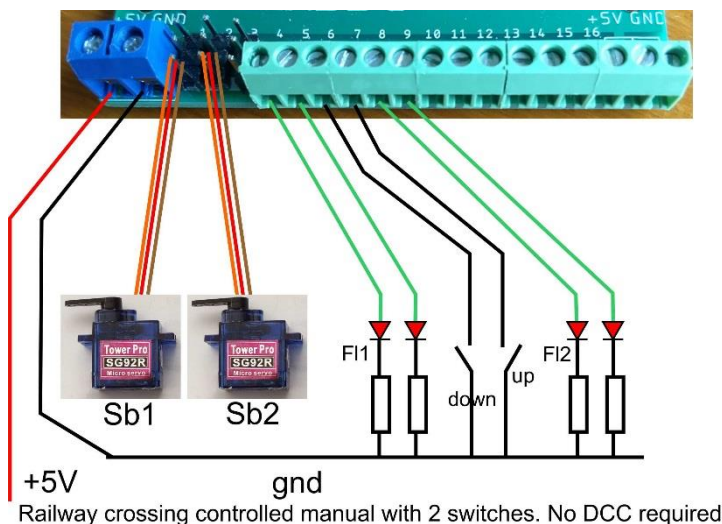 +5V GND
3 4 5 6 7 8 9 10 11 12 13 14 15 16
+5V GND
Tower Pro
SG92R
Micro servo
Tower Pro
SG92R
Micro servo
Sb1
Sb2
Fl1
down
up
Fl2
+5V
gnd
Railway crossing controlled manual with 2 switches. No DCC required